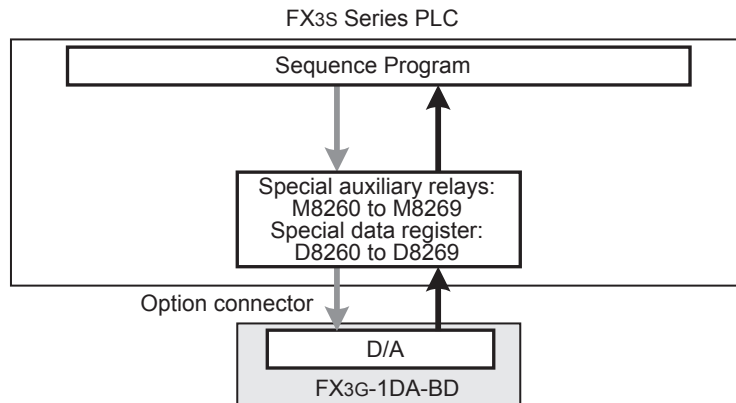 FX3S Series PLC
Sequence Program
Special auxiliary relays:
M8260 to M8269
Special data register:
D8260 to D8269
Option connector
D/A
FX3G-1DA-BD